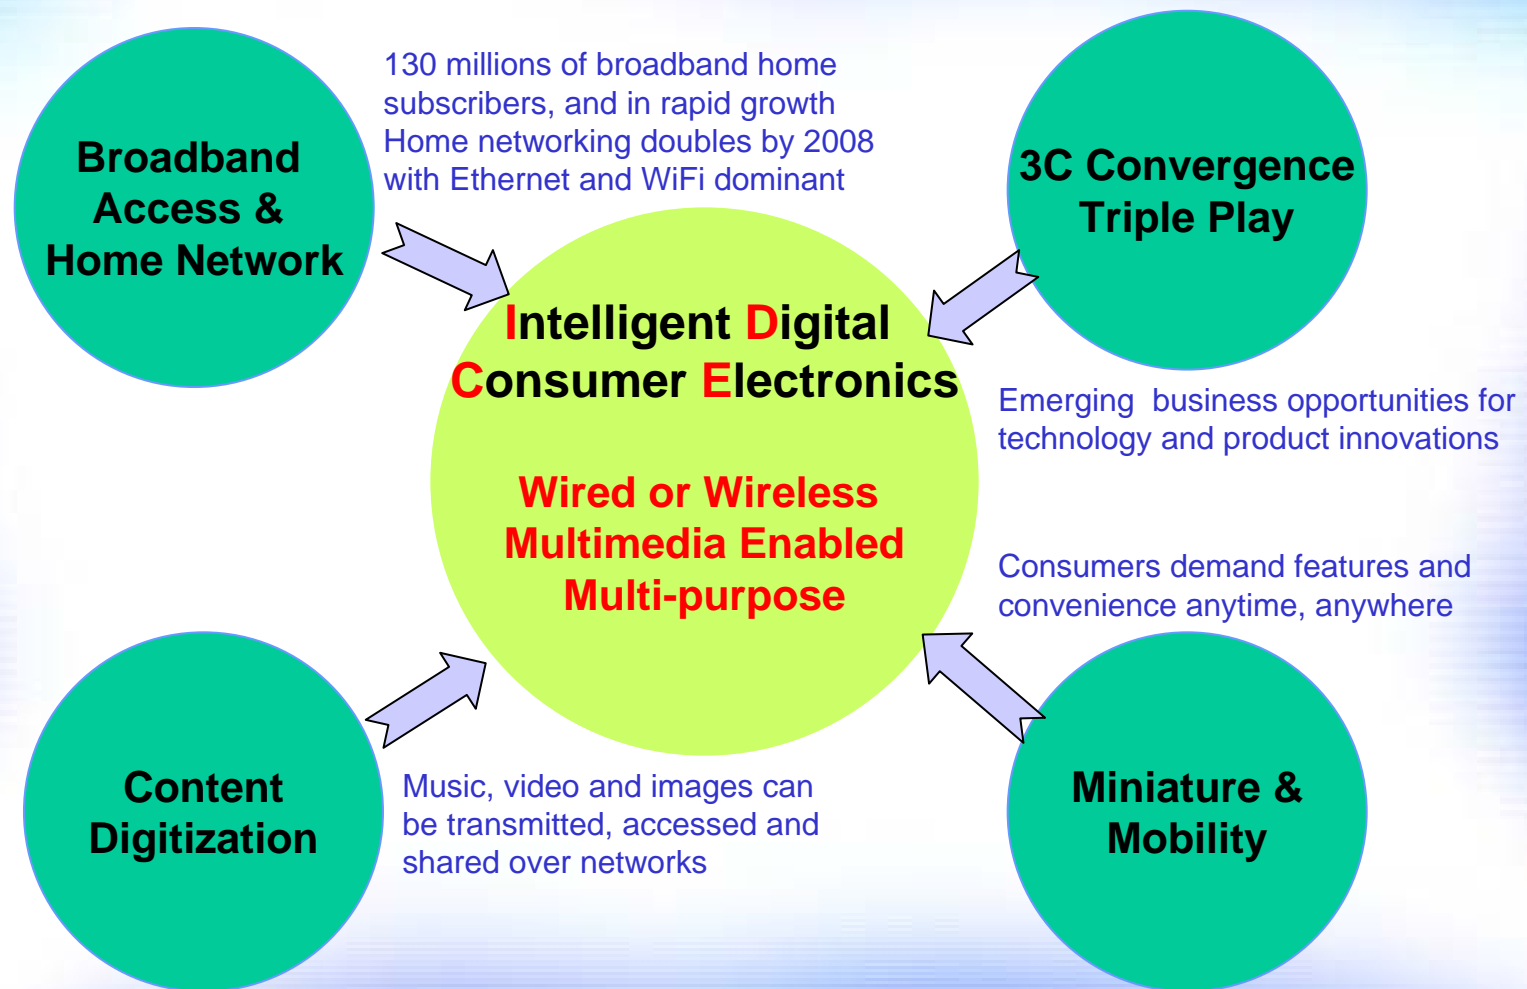 Broadband
Access &
Home Network
130 millions of broadband home
subscribers, and in rapid growth
Home networking doubles by 2008
with Ethernet and WiFi dominant
3C Convergence
Triple Play
Intelligent Digital
Consumer Electronics
Wired or Wireless
Multimedia Enabled
Multi-purpose
Emerging business opportunities for
technology and product innovations
Consumers demand features and
convenience anytime, anywhere
Content
Digitization
Music, video and images can
be transmitted, accessed and
shared over networks
Miniature &
Mobility